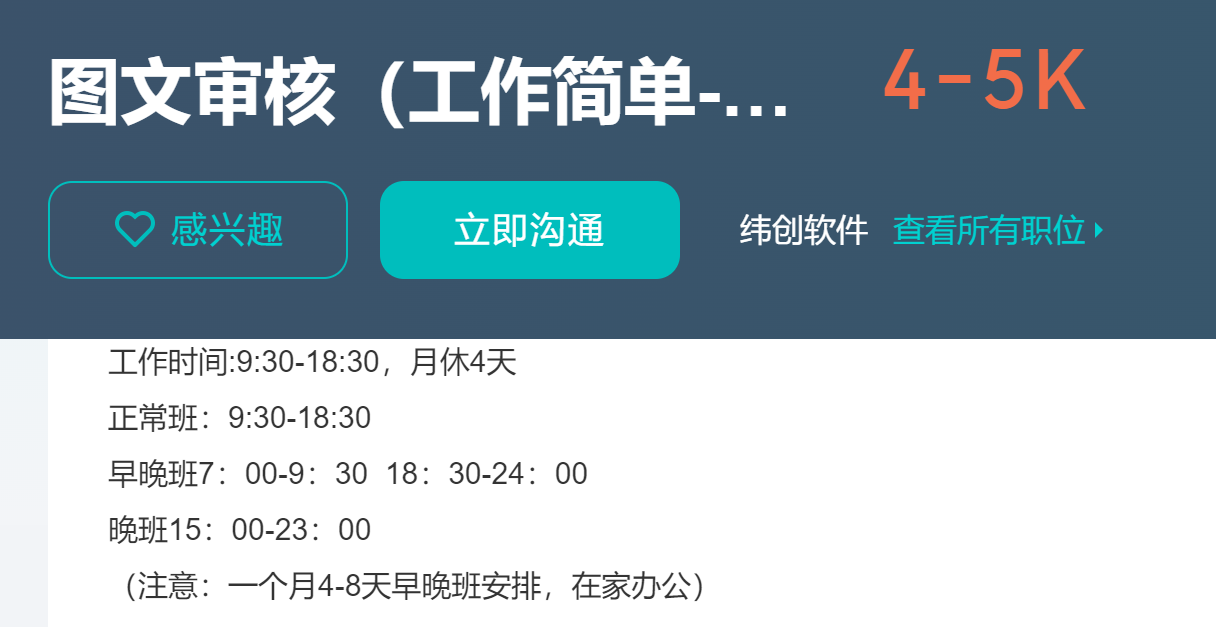 图文审核（工作简单-... 4-5K
感兴趣 立即沟通 纬创软件 查看所有职位
工作时间:9:30-18:30，月休4天
正常班：9:30-18:30
早晚班7：00-9：30  18：30-24：00
晚班15：00-23：00
（注意：一个月4-8天早晚班安排，在家办公）